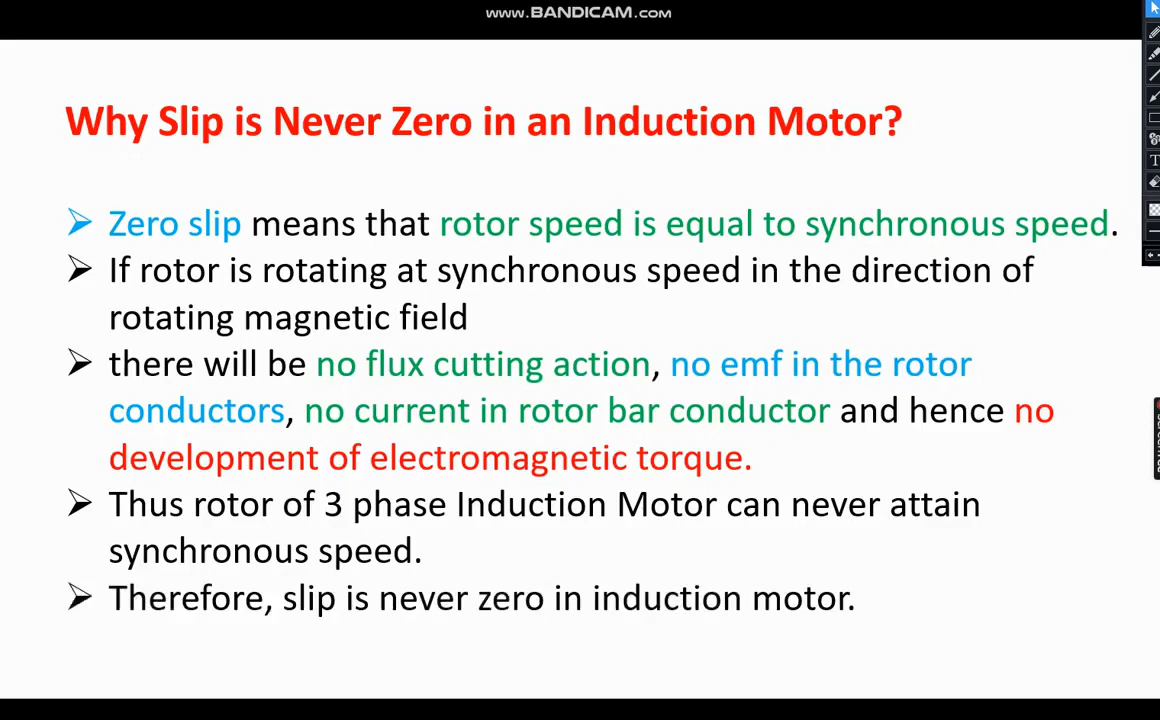 www.BANDICAM.com
Why Slip is Never Zero in an Induction Motor?
➢ Zero slip means that rotor speed is equal to synchronous speed.
➢ If rotor is rotating at synchronous speed in the direction of
rotating magnetic field
➢ there will be no flux cutting action, no emf in the rotor
conductors, no current in rotor bar conductor and hence no
development of electromagnetic torque.
➢ Thus rotor of 3 phase Induction Motor can never attain
synchronous speed.
➢ Therefore, slip is never zero in induction motor.